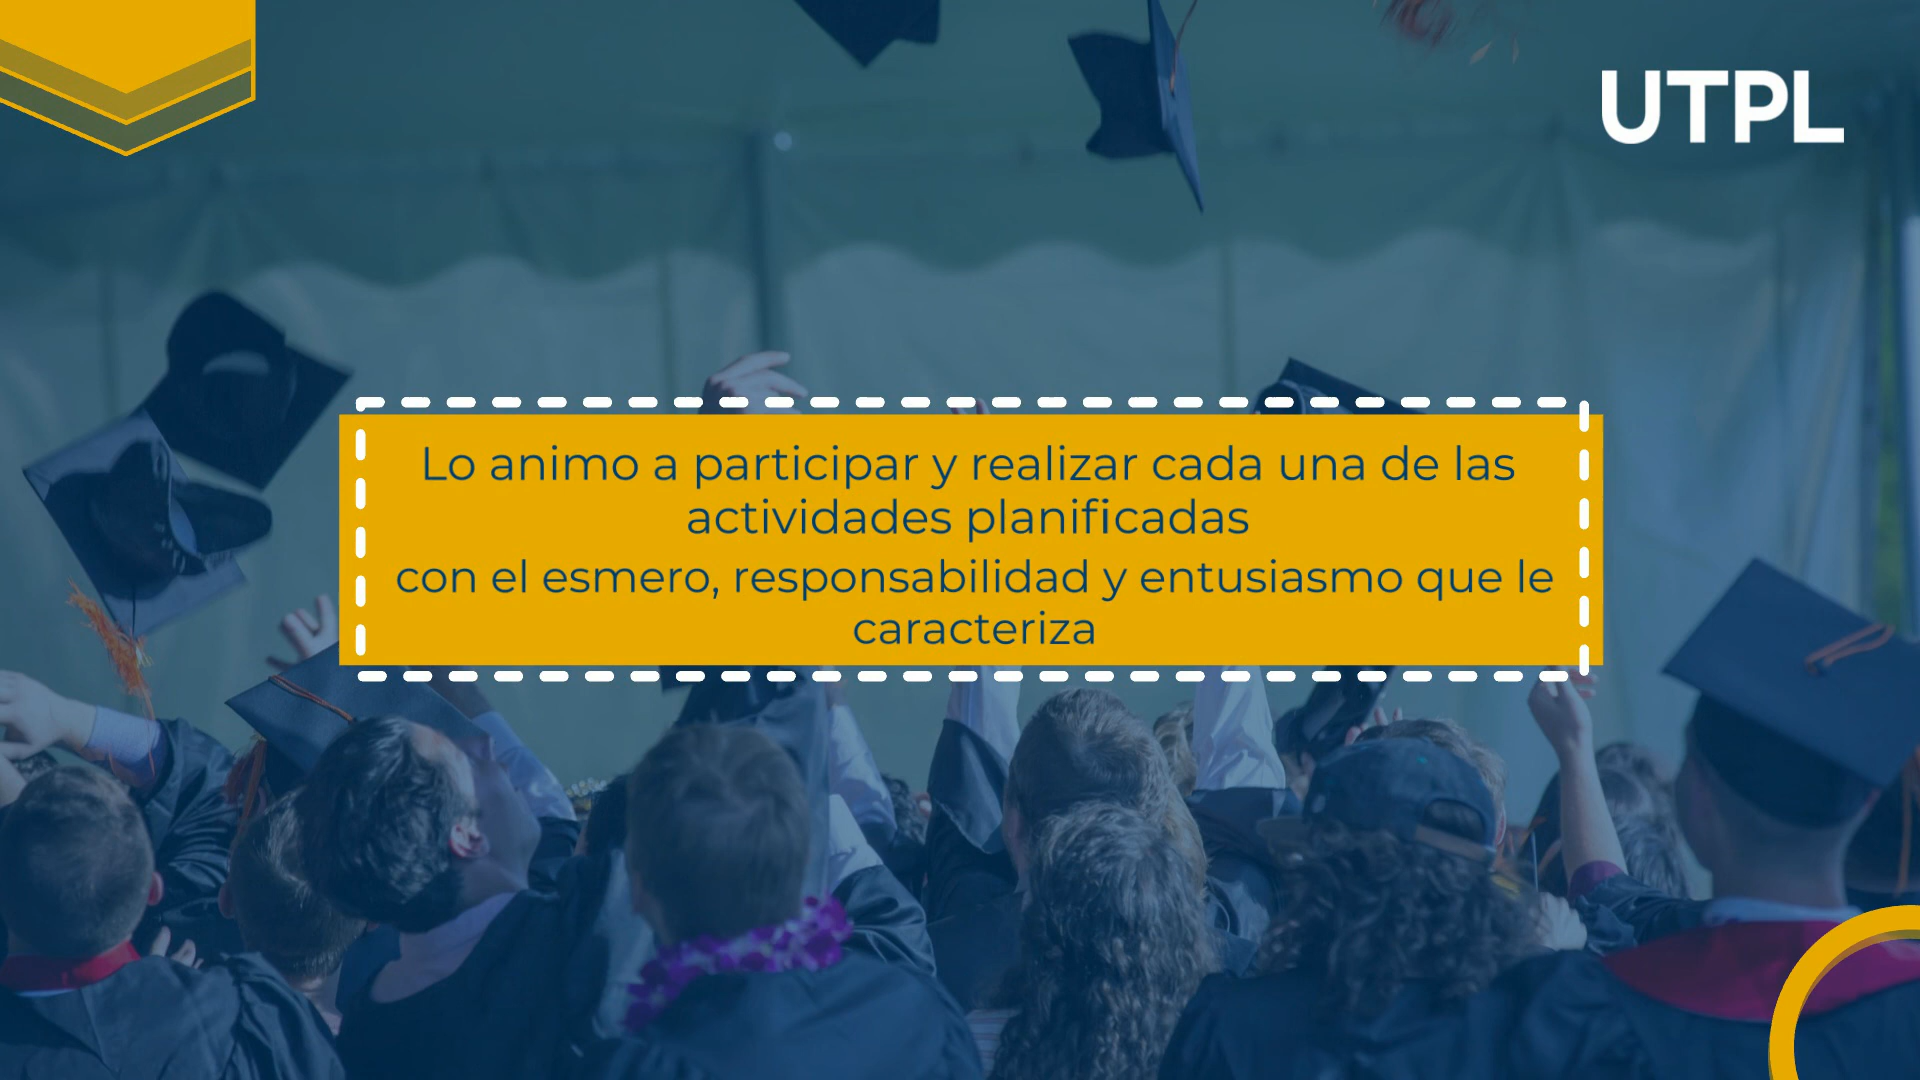 UTPL
Lo animo a participar y realizar cada una de las
actividades planificadas
con el esmero, responsabilidad y entusiasmo que le
caracteriza